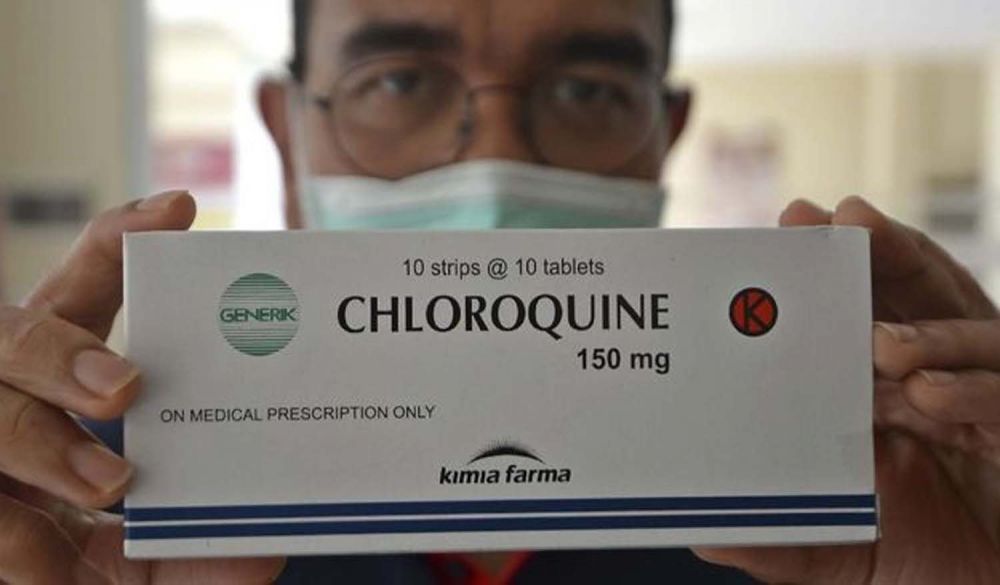 10 strips @ 10 tablets
GENERIK
CHLOROQUINE
K
150 mg
ON MEDICAL PRESCRIPTION ONLY
kimia farma